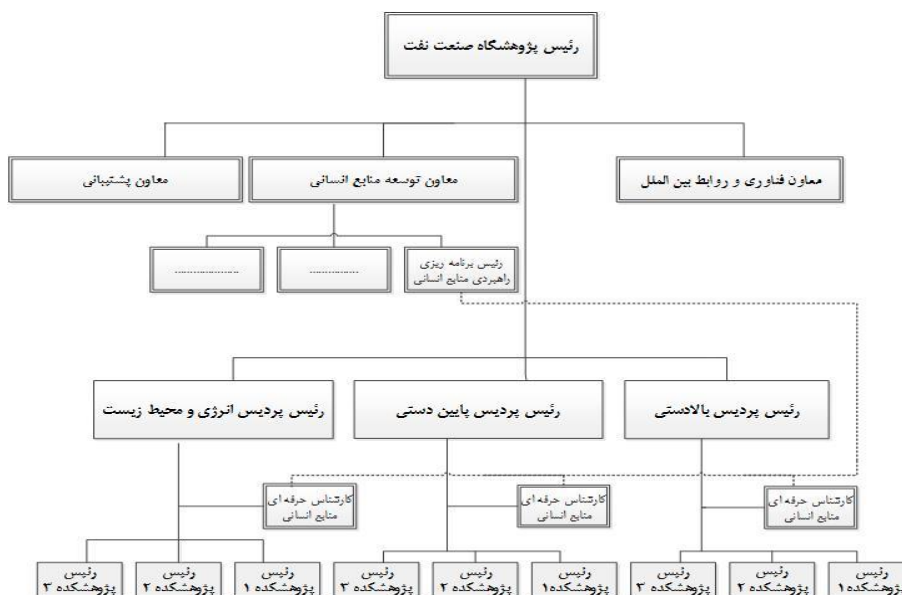 رئیس پژوهشگاه صنعت نفت
معاون فناوری و روابط بین الملل
معاون توسعه منابع انسانی
معاون پشتیبانی
رئیس برنامه ریزی
راهبردی منابع انسانی
................
.....................
رئیس پردیس بالادستی
رئیس پردیس پایین دستی
رئیس پردیس انرژی و محیط زیست
کارشناس حرفه ای
منابع انسانی
کارشناس حرفه ای
منابع انسانی
کارشناس حرفه ای
منابع انسانی
رئیس
پژوهشکده ۱
رئیس
پژوهشکده ۲
رئیس
پژوهشکده ۳
رئیس
پژوهشکده۱
رئیس
پژوهشکده ۲
رئیس
پژوهشکده ۳
رئیس
پژوهشکده ۱
رئیس
پژوهشکده ۲
رئیس
پژوهشکده ۳